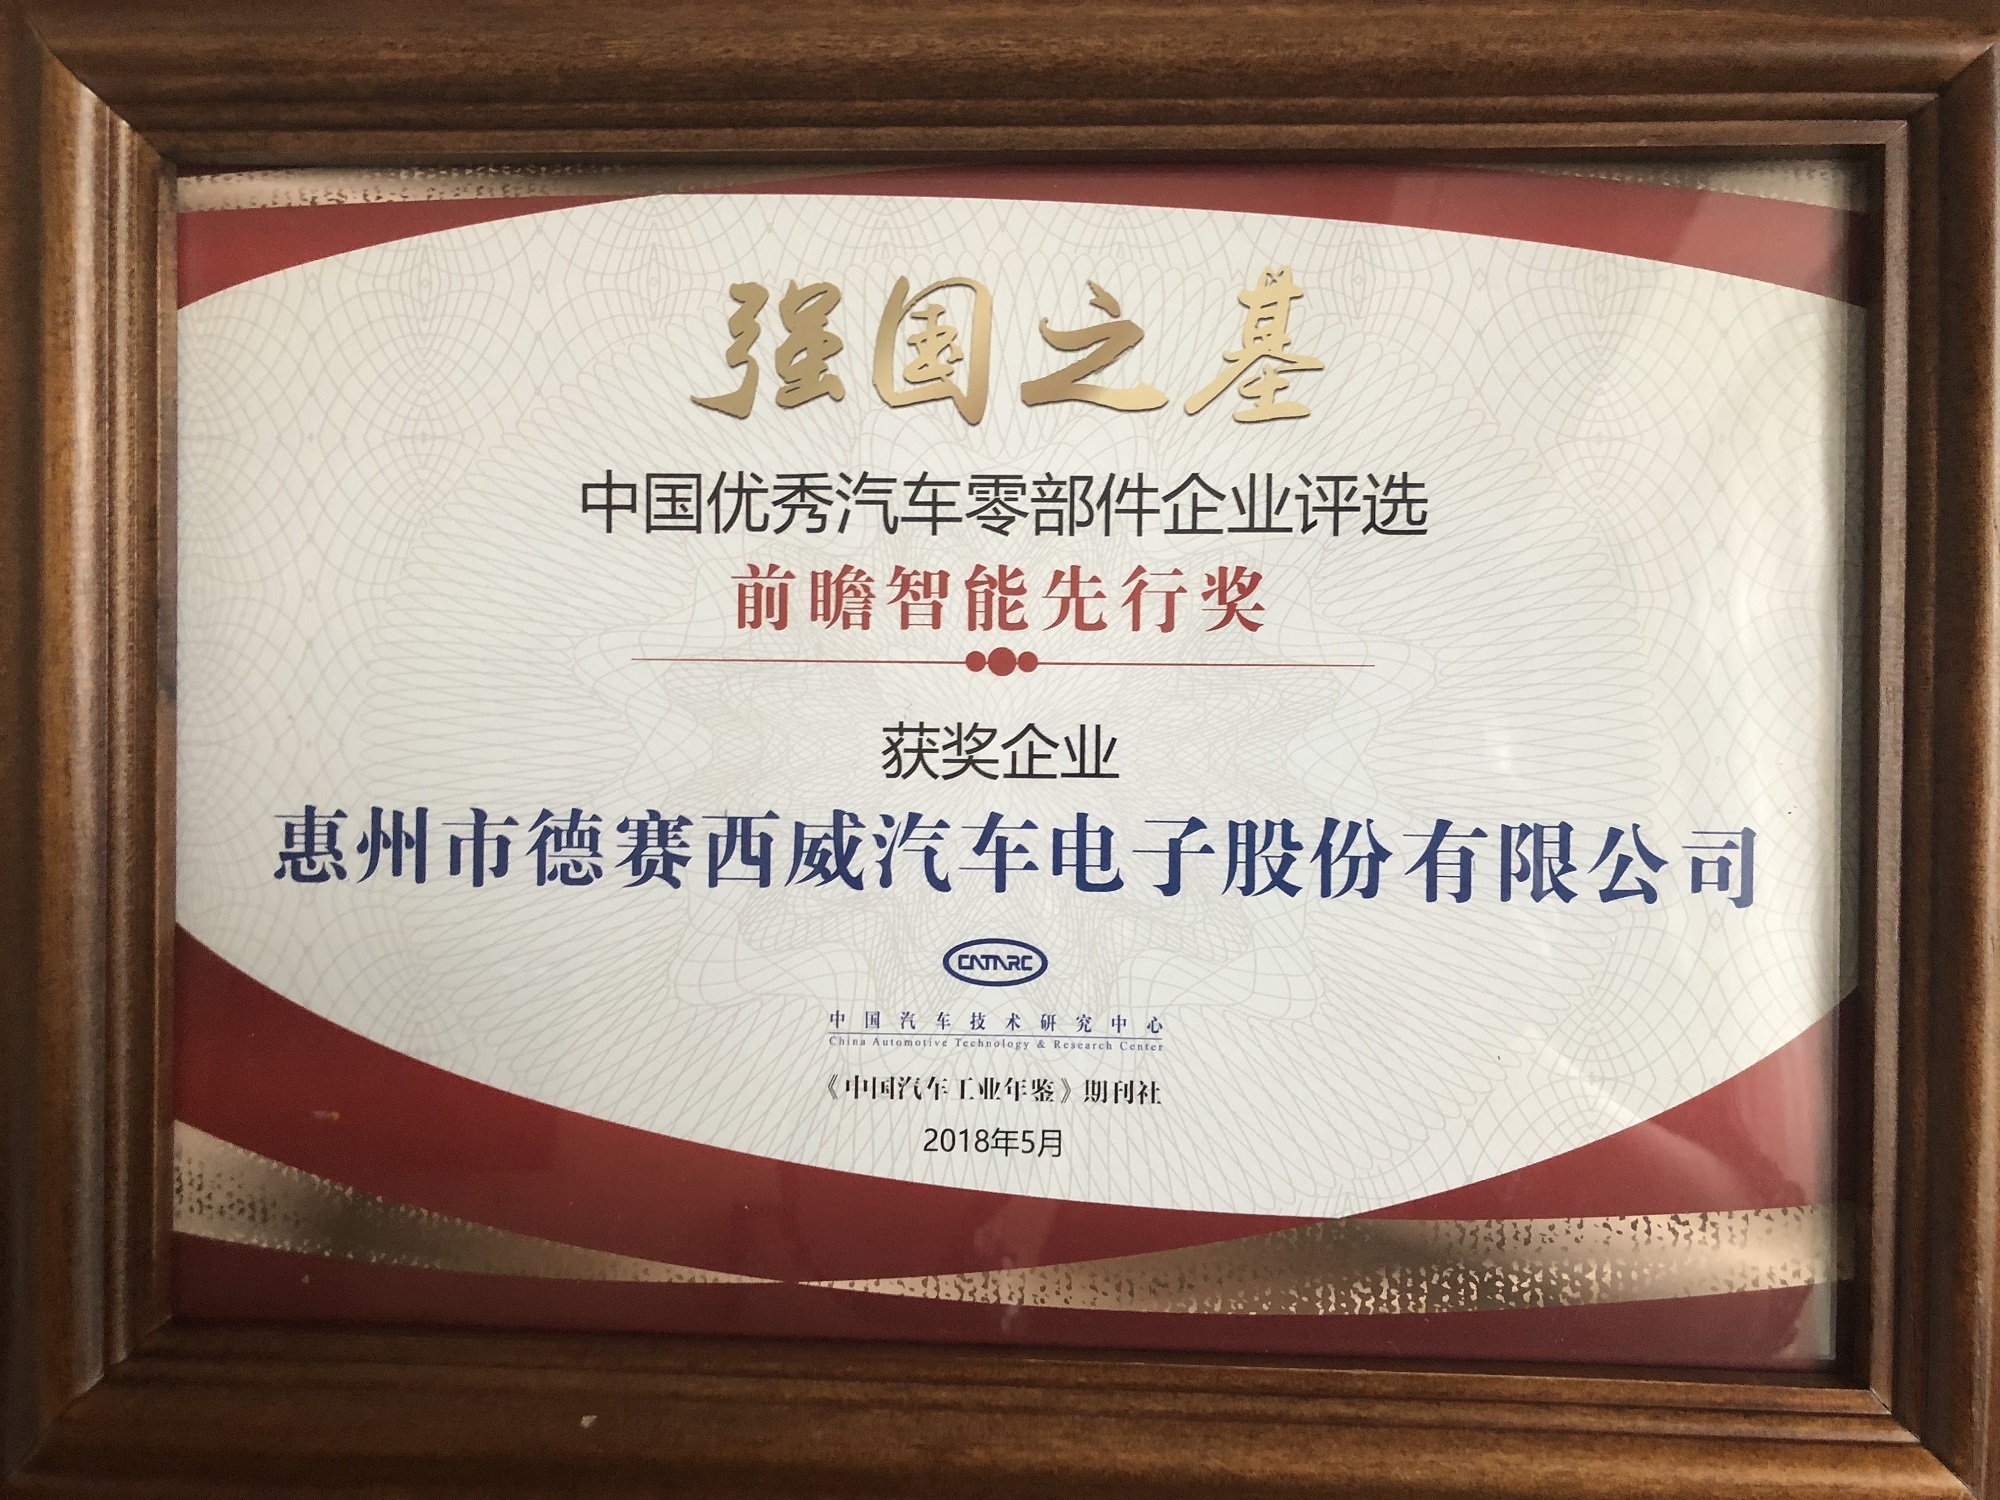 强国之基
中国优秀汽车零部件企业评选
前瞻智能先行奖
获奖企业
惠州市德赛西威汽车电子股份有限公司
CATARC
中国汽车技术研究中心
China Automotive Technology & Research Center
《中国汽车工业年鉴》期刊社
2018年5月